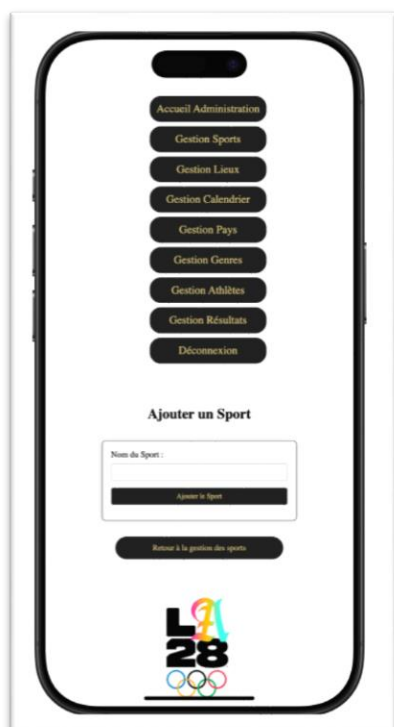 Accueil Administration
Gestion Sports
Gestion Lieux
Gestion Calendrier
Gestion Pays
Gestion Genres
Gestion Athlètes
Gestion Résultats
Déconnexion
Ajouter un Sport
Nom du Sport :
Ajouter le Sport
Retour à la gestion des sports
LA
28